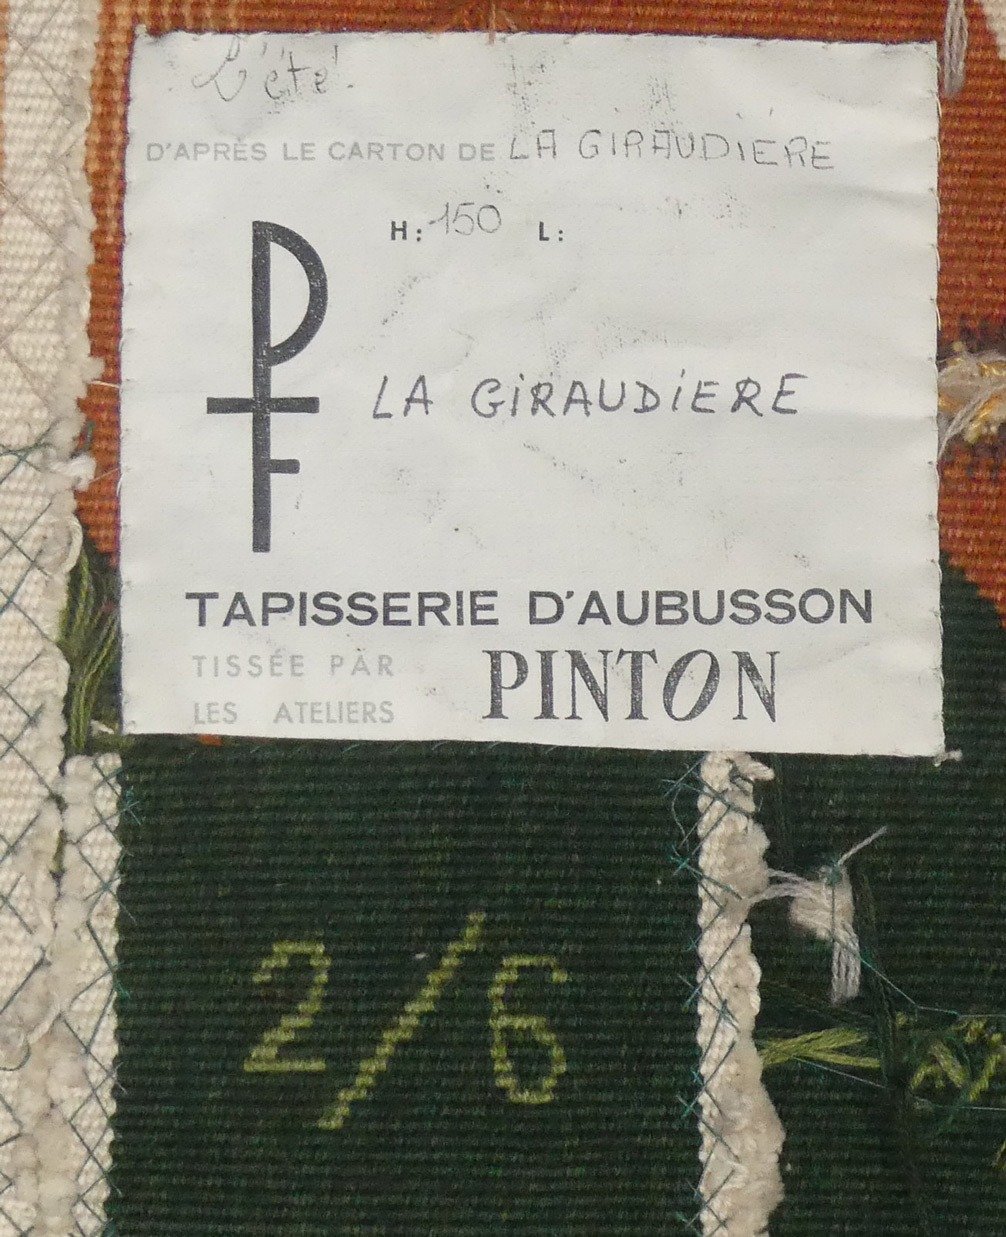 L'été.
D'APRÈS LE CARTON DE LA GIRAUDIERE
H: 150 L:
PF
LA GiRAUDiERE
TAPISSERIE D'AUBUSSON
TISSÉE PAR
LES ATELIERS PINTON
2/6